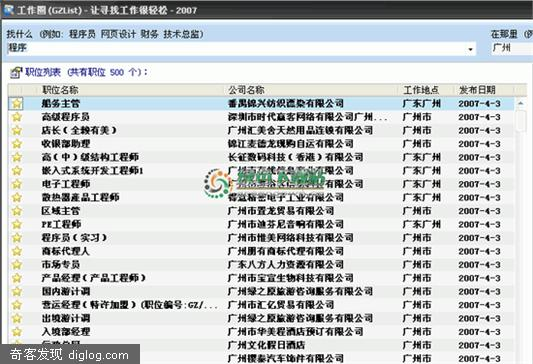 工作圈(GZList) - 让寻找工作很轻松 - 2007
找什么 (例如: 程序员 网页设计 财务 技术总监) 在那里 (例
程序 广州
职位列表 (共有职位 500 个):
职位名称 公司名称 工作地点 发布日期
船务主管 番禺锦兴纺织漂染有限公司 广东广州 2007-4-3
高级程序员 深圳市时代赢客网络有限公司广州... 广州市 2007-4-3
店长(全赖有美) 广州汇美舍天然用品连锁有限公司 广州市 2007-4-3
收银部助理 锦江麦德龙现购自运有限公司 广州市 2007-4-3
高(中)级结构工程师 长征数码科技(香港)有限公司 广东广州 2007-4-3
嵌入式系统开发工程师1 广东广州 2007-4-3
电子工程师 广东广州 2007-4-3
散热器產品工程师 精密电子工业有限公司 广东广州 2007-4-3
区域主管 广州市置龙贸易有限公司 广州市 2007-4-3
PE工程师 广州市迪芬尼音响有限公司 广东广州 2007-4-3
程序员(实习) 广州市惟美网络科技有限公司 广州市 2007-4-3
商标代理人 广州朋有商标代理有限公司 广州市 2007-4-3
市场专员 广东八方人力资源有限公司 广州市 2007-4-3
产品经理(产品工程师) 广州市宝宣生物科技有限公司 广州市 2007-4-3
国内游计调 广州绿之原旅游咨询服务有限公司 广州市 2007-4-3
营运经理(特许加盟)(职位编号:GZ/... 广州市汇亿贸易有限公司 广州市 2007-4-3
出境游计调 广州绿之原旅游咨询服务有限公司 广州市 2007-4-3
入境部经理 广州市华美程酒店预订有限公司 广州市 2007-4-3
广州文化假日酒店 广州市 2007-4-3
广州樱泰汽车饰件有限公司 广州市 2007-4-3
奇客发现 diglog.com